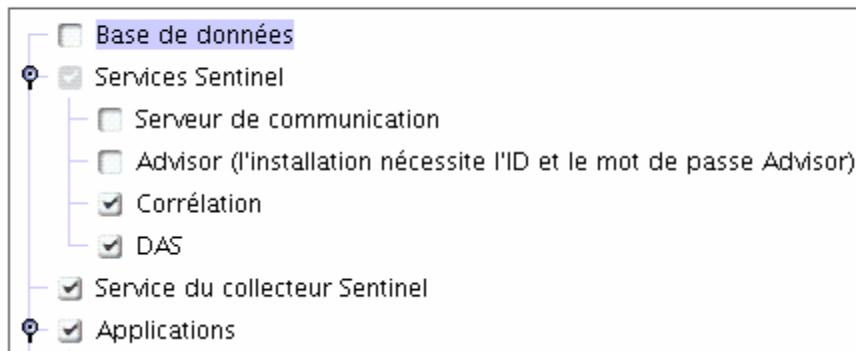 Base de données
Services Sentinel
Serveur de communication
Advisor (l'installation nécessite l'ID et le mot de passe Advisor)
Corrélation
DAS
Service du collecteur Sentinel
Applications